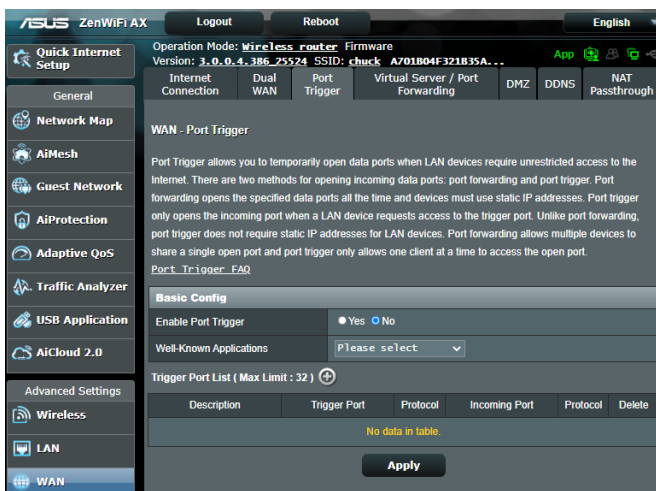 ASUS ZenWiFi AX Logout Reboot English
Quick Internet Setup
Operation Mode: Wireless router Firmware
Version: 3.0.0.4.386_25524 SSID: chuck A701B04F321B35A...
App
Internet Connection Dual WAN Port Trigger Virtual Server / Port Forwarding DMZ DDNS NAT Passthrough
General
Network Map
AiMesh
Guest Network
AiProtection
Adaptive QoS
Traffic Analyzer
USB Application
AiCloud 2.0
Advanced Settings
Wireless
LAN
WAN
WAN - Port Trigger
Port Trigger allows you to temporarily open data ports when LAN devices require unrestricted access to the
Internet. There are two methods for opening incoming data ports: port forwarding and port trigger. Port
forwarding opens the specified data ports all the time and devices must use static IP addresses. Port trigger
only opens the incoming port when a LAN device requests access to the trigger port. Unlike port forwarding,
port trigger does not require static IP addresses for LAN devices. Port forwarding allows multiple devices to
share a single open port and port trigger only allows one client at a time to access the open port.
Port Trigger FAQ
Basic Config
Enable Port Trigger Yes No
Well-Known Applications Please select
Trigger Port List ( Max Limit : 32 )
Description Trigger Port Protocol Incoming Port Protocol Delete
No data in table.
Apply